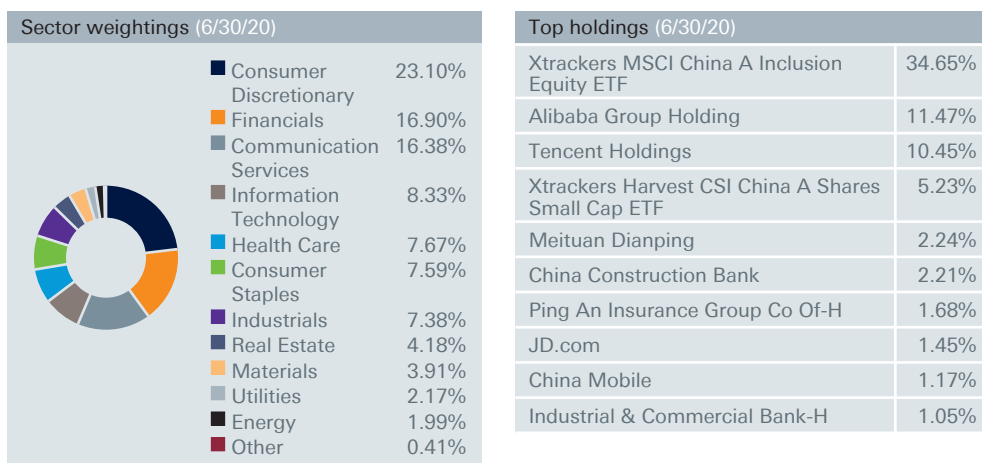 Sector weightings (6/30/20)
Consumer 23.10%
Discretionary
Financials 16.90%
Communication 16.38%
Services
Information 8.33%
Technology
Health Care 7.67%
Consumer 7.59%
Staples
Industrials 7.38%
Real Estate 4.18%
Materials 3.91%
Utilities 2.17%
Energy 1.99%
Other 0.41%
Top holdings (6/30/20)
Xtrackers MSCI China A Inclusion 34.65%
Equity ETF
Alibaba Group Holding 11.47%
Tencent Holdings 10.45%
Xtrackers Harvest CSI China A Shares 5.23%
Small Cap ETF
Meituan Dianping 2.24%
China Construction Bank 2.21%
Ping An Insurance Group Co Of-H 1.68%
JD.com 1.45%
China Mobile 1.17%
Industrial & Commercial Bank-H 1.05%